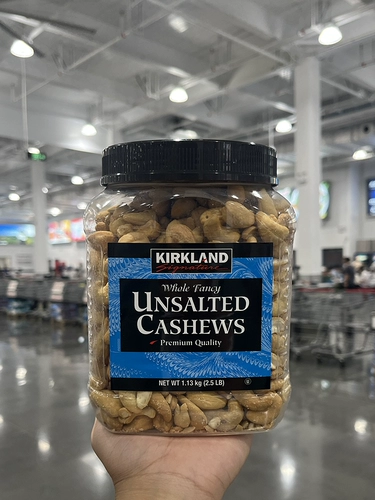 KIRKLAND
Signature
Whole Fancy
UNSALTED
CASHEWS
Premium Quality
NET WT 1.13 kg (2.5 LB)